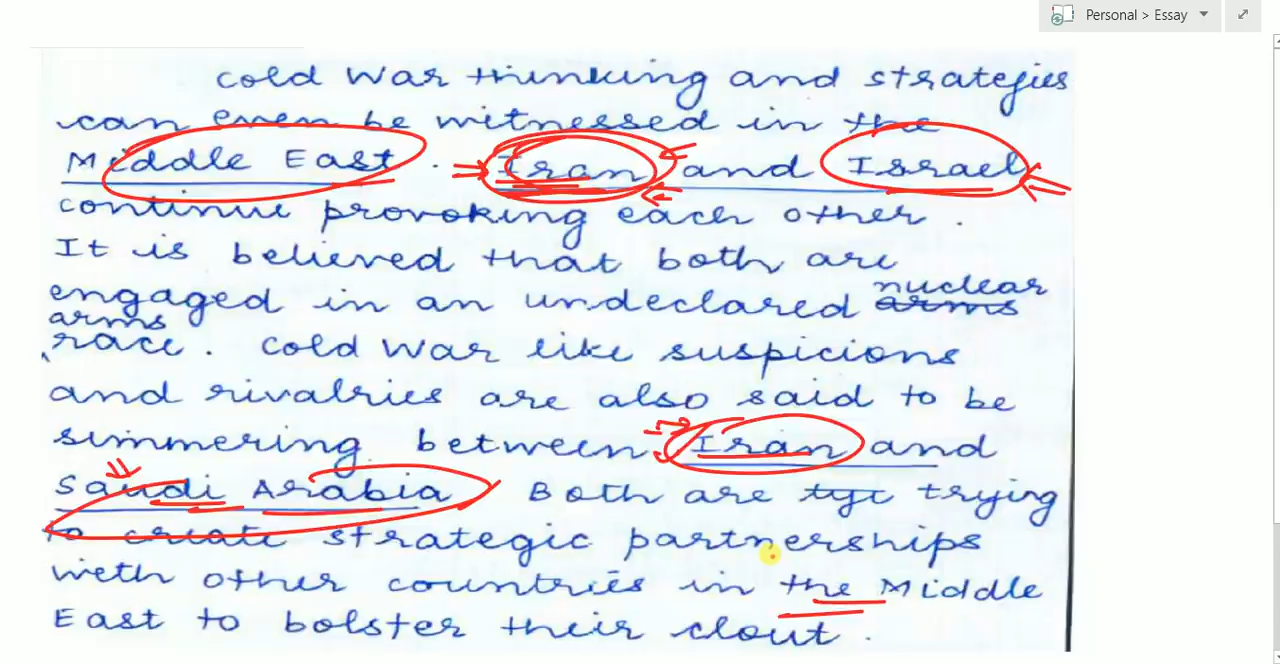 Personal > Essay
Cold War thinking and strategies
can even be witnessed in the
Middle East. Iran and Israel
continue provoking each other.
It is believed that both are
nuclear
engaged in an undeclared arms
arms
race. Cold War like suspicions
and rivalries are also said to be
simmering between Iran and
Saudi Arabia Both are tyt trying
to create strategic partnerships
with other countries in the Middle
East to bolster their clout.